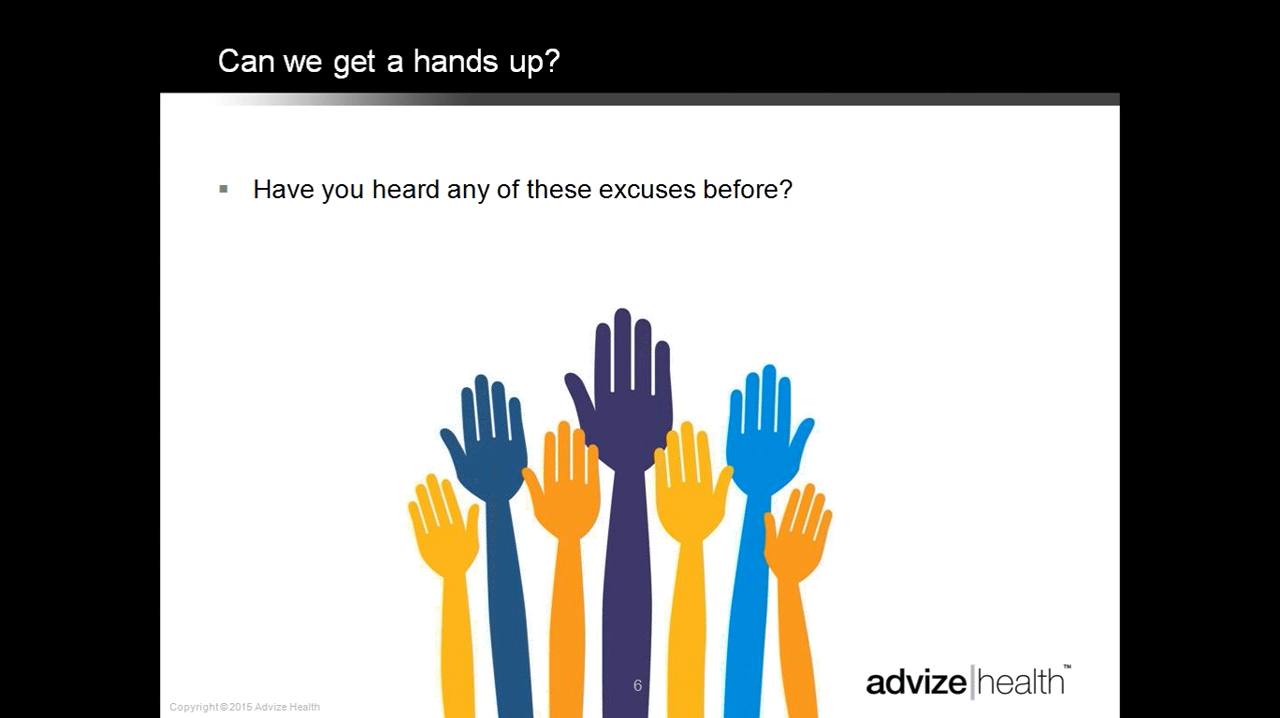 Can we get a hands up?
▪ Have you heard any of these excuses before?
6
advize|health™
Copyright©2015 Advize Health